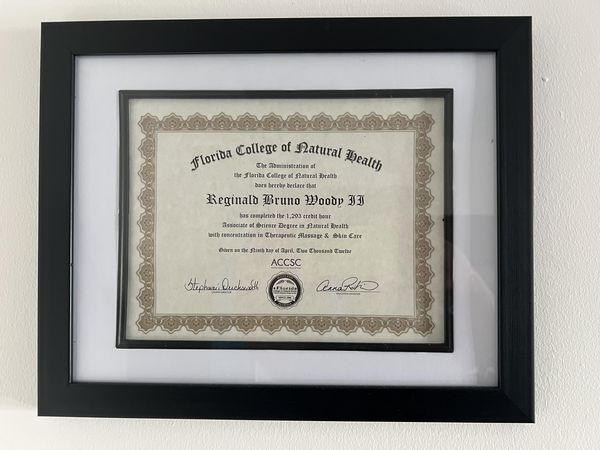 Florida College of Natural Health
The Administration of
the Florida College of Natural Health
does hereby declare that
Reginald Bruno Woody II
has completed the 1,293 credit hour
Associate of Science Degree in Natural Health
with concentration in Therapeutic Massage & Skin Care
Given on the Ninth day of April, Two Thousand Twelve
ACCSC
Florida